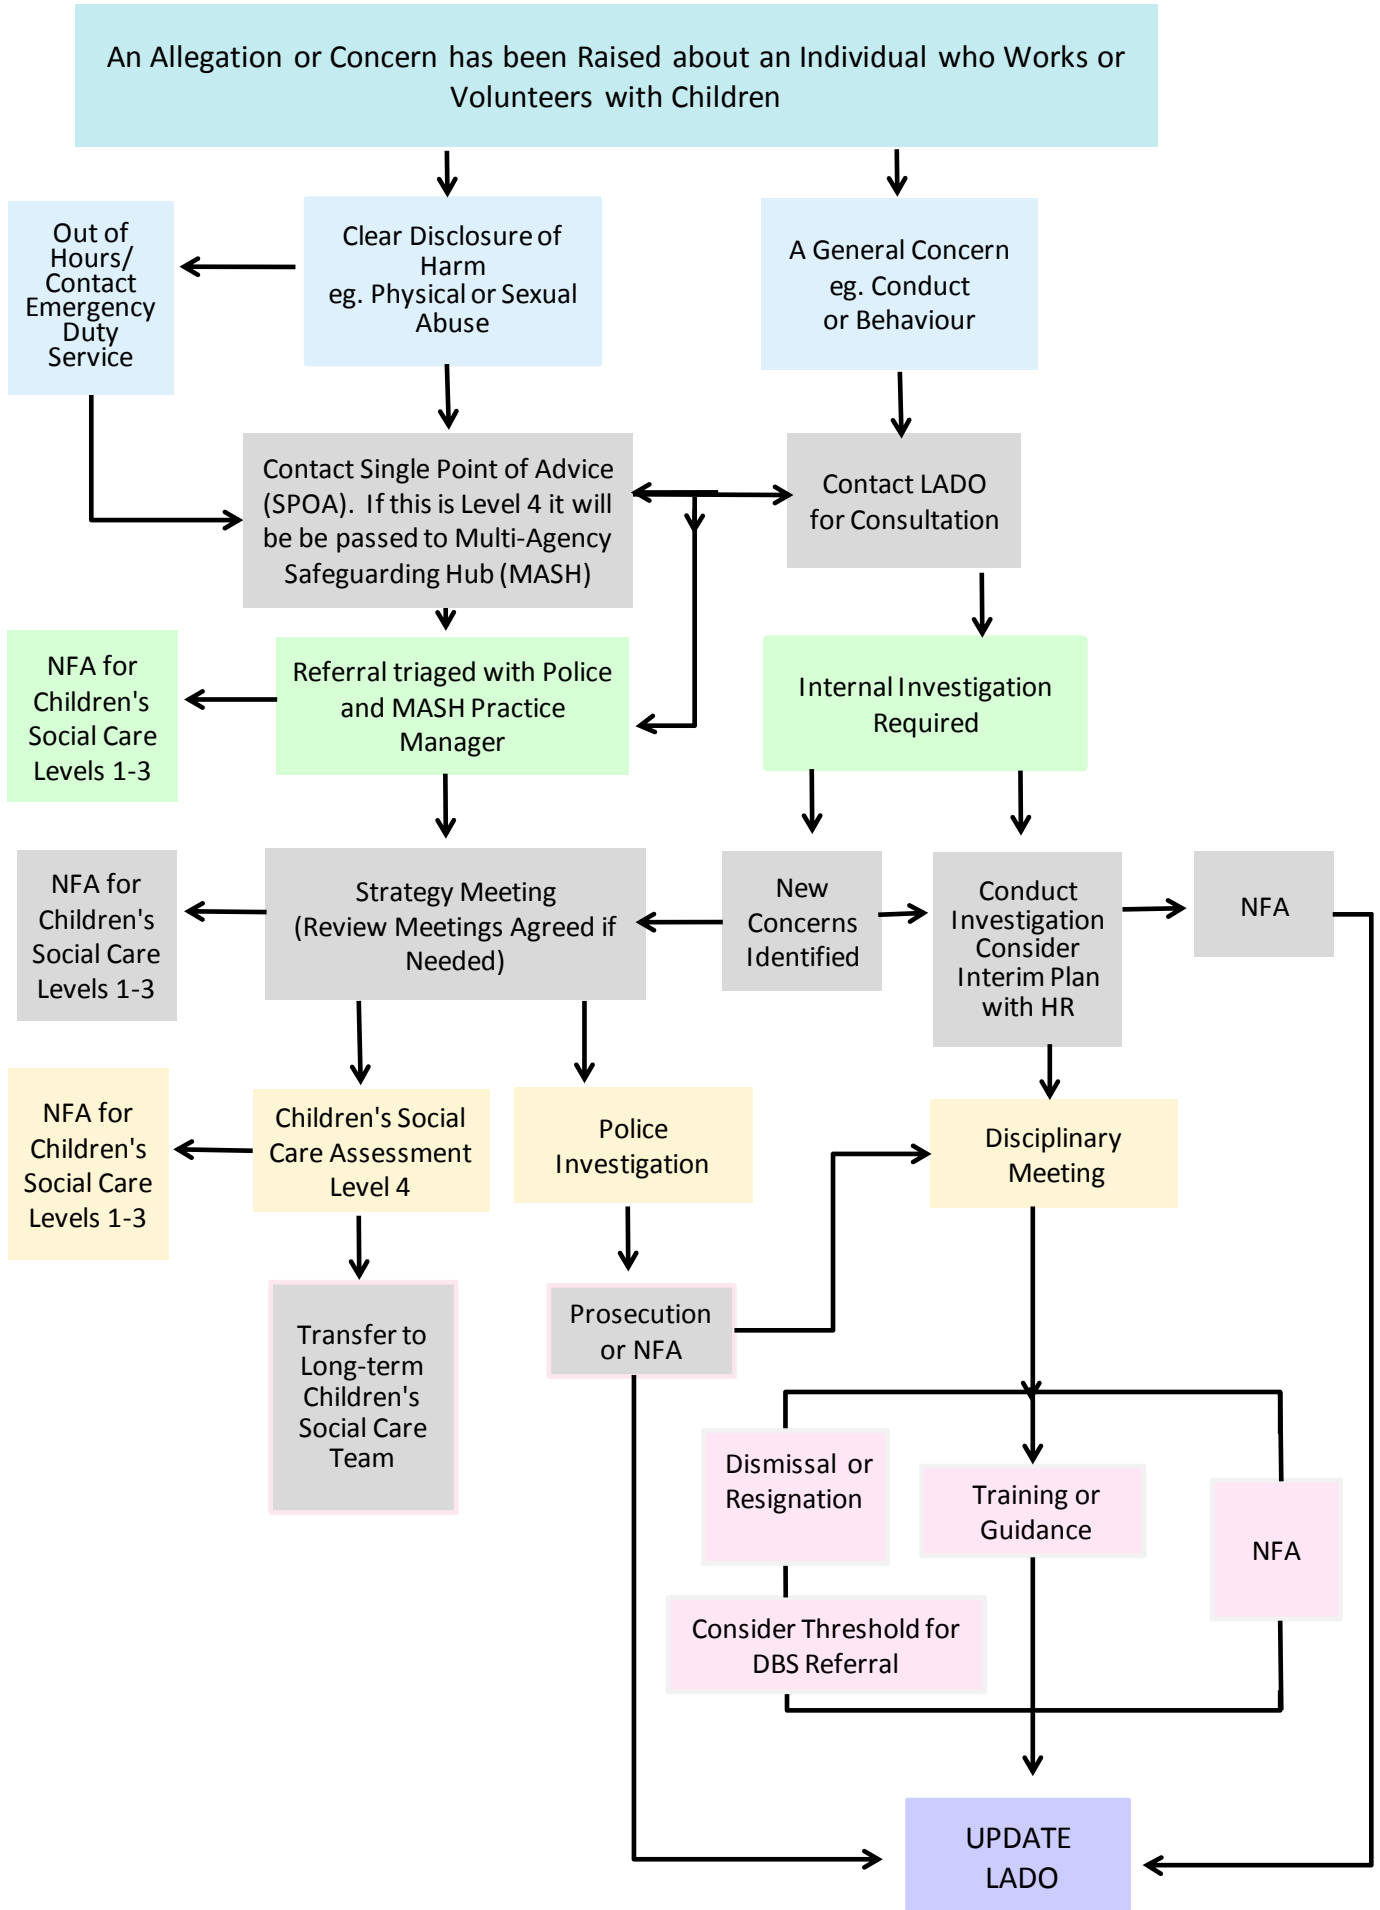 An Allegation or Concern has been Raised about an Individual who Works or
Volunteers with Children
Out of
Hours/
Contact
Emergency
Duty
Service
Clear Disclosure of
Harm
eg. Physical or Sexual
Abuse
A General Concern
eg. Conduct
or Behaviour
Contact Single Point of Advice
(SPOA). If this is Level 4 it will
be be passed to Multi-Agency
Safeguarding Hub (MASH)
Contact LADO
for Consultation
NFA for
Children's
Social Care
Levels 1-3
Referral triaged with Police
and MASH Practice
Manager
Internal Investigation
Required
NFA for
Children's
Social Care
Levels 1-3
Strategy Meeting
(Review Meetings Agreed if
Needed)
New
Concerns
Identified
Conduct
Investigation
Consider
Interim Plan
with HR
NFA
NFA for
Children's
Social Care
Levels 1-3
Children's Social
Care Assessment
Level 4
Police
Investigation
Disciplinary
Meeting
Transfer to
Long-term
Children's
Social Care
Team
Prosecution
or NFA
Dismissal or
Resignation
Training or
Guidance
NFA
Consider Threshold for
DBS Referral
UPDATE
LADO